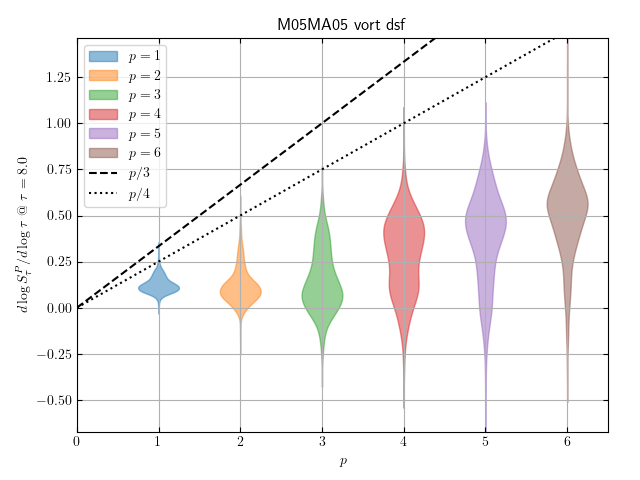 M05MA05 vort dsf
p = 1
p = 2
p = 3
p = 4
p = 5
p = 6
p/3
p/4
d log S_τ^p / d log τ @ τ = 8.0
1.25
1.00
0.75
0.50
0.25
0.00
−0.25
−0.50
0 1 2 3 4 5 6
p